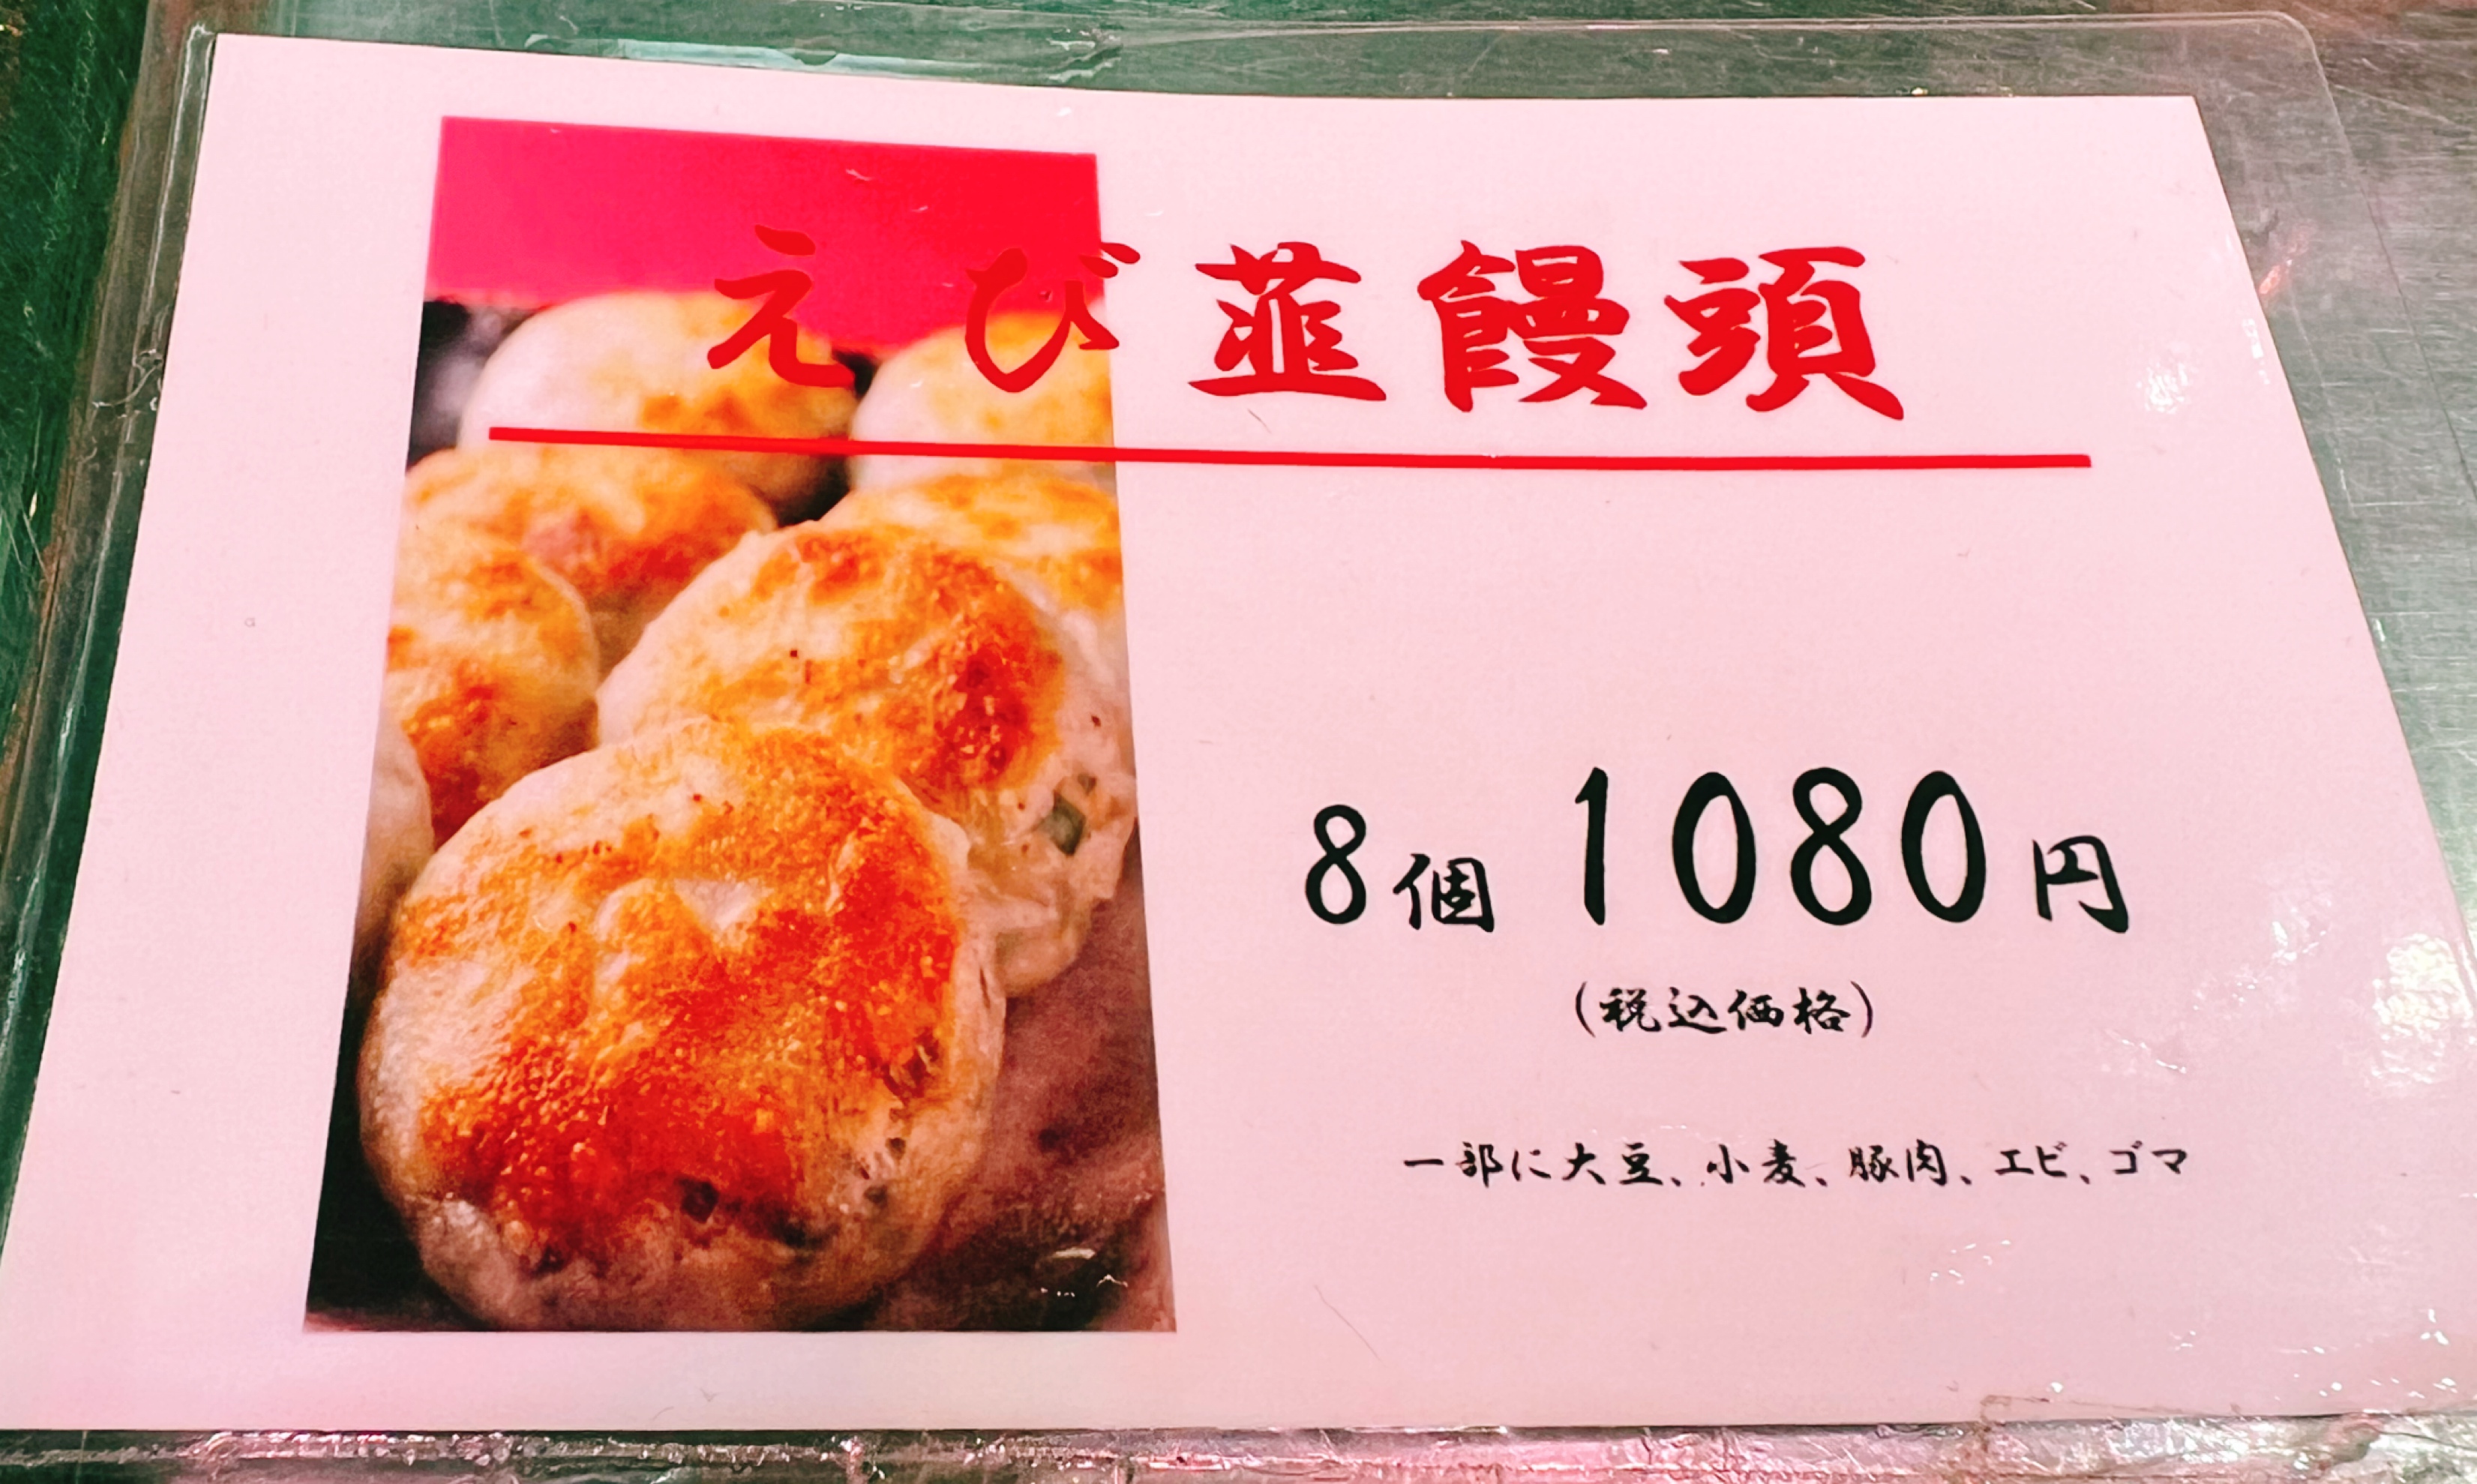 えび韮饅頭
8個 1080円
(税込価格)
一部に大豆、小麦、豚肉、エビ、ゴマ